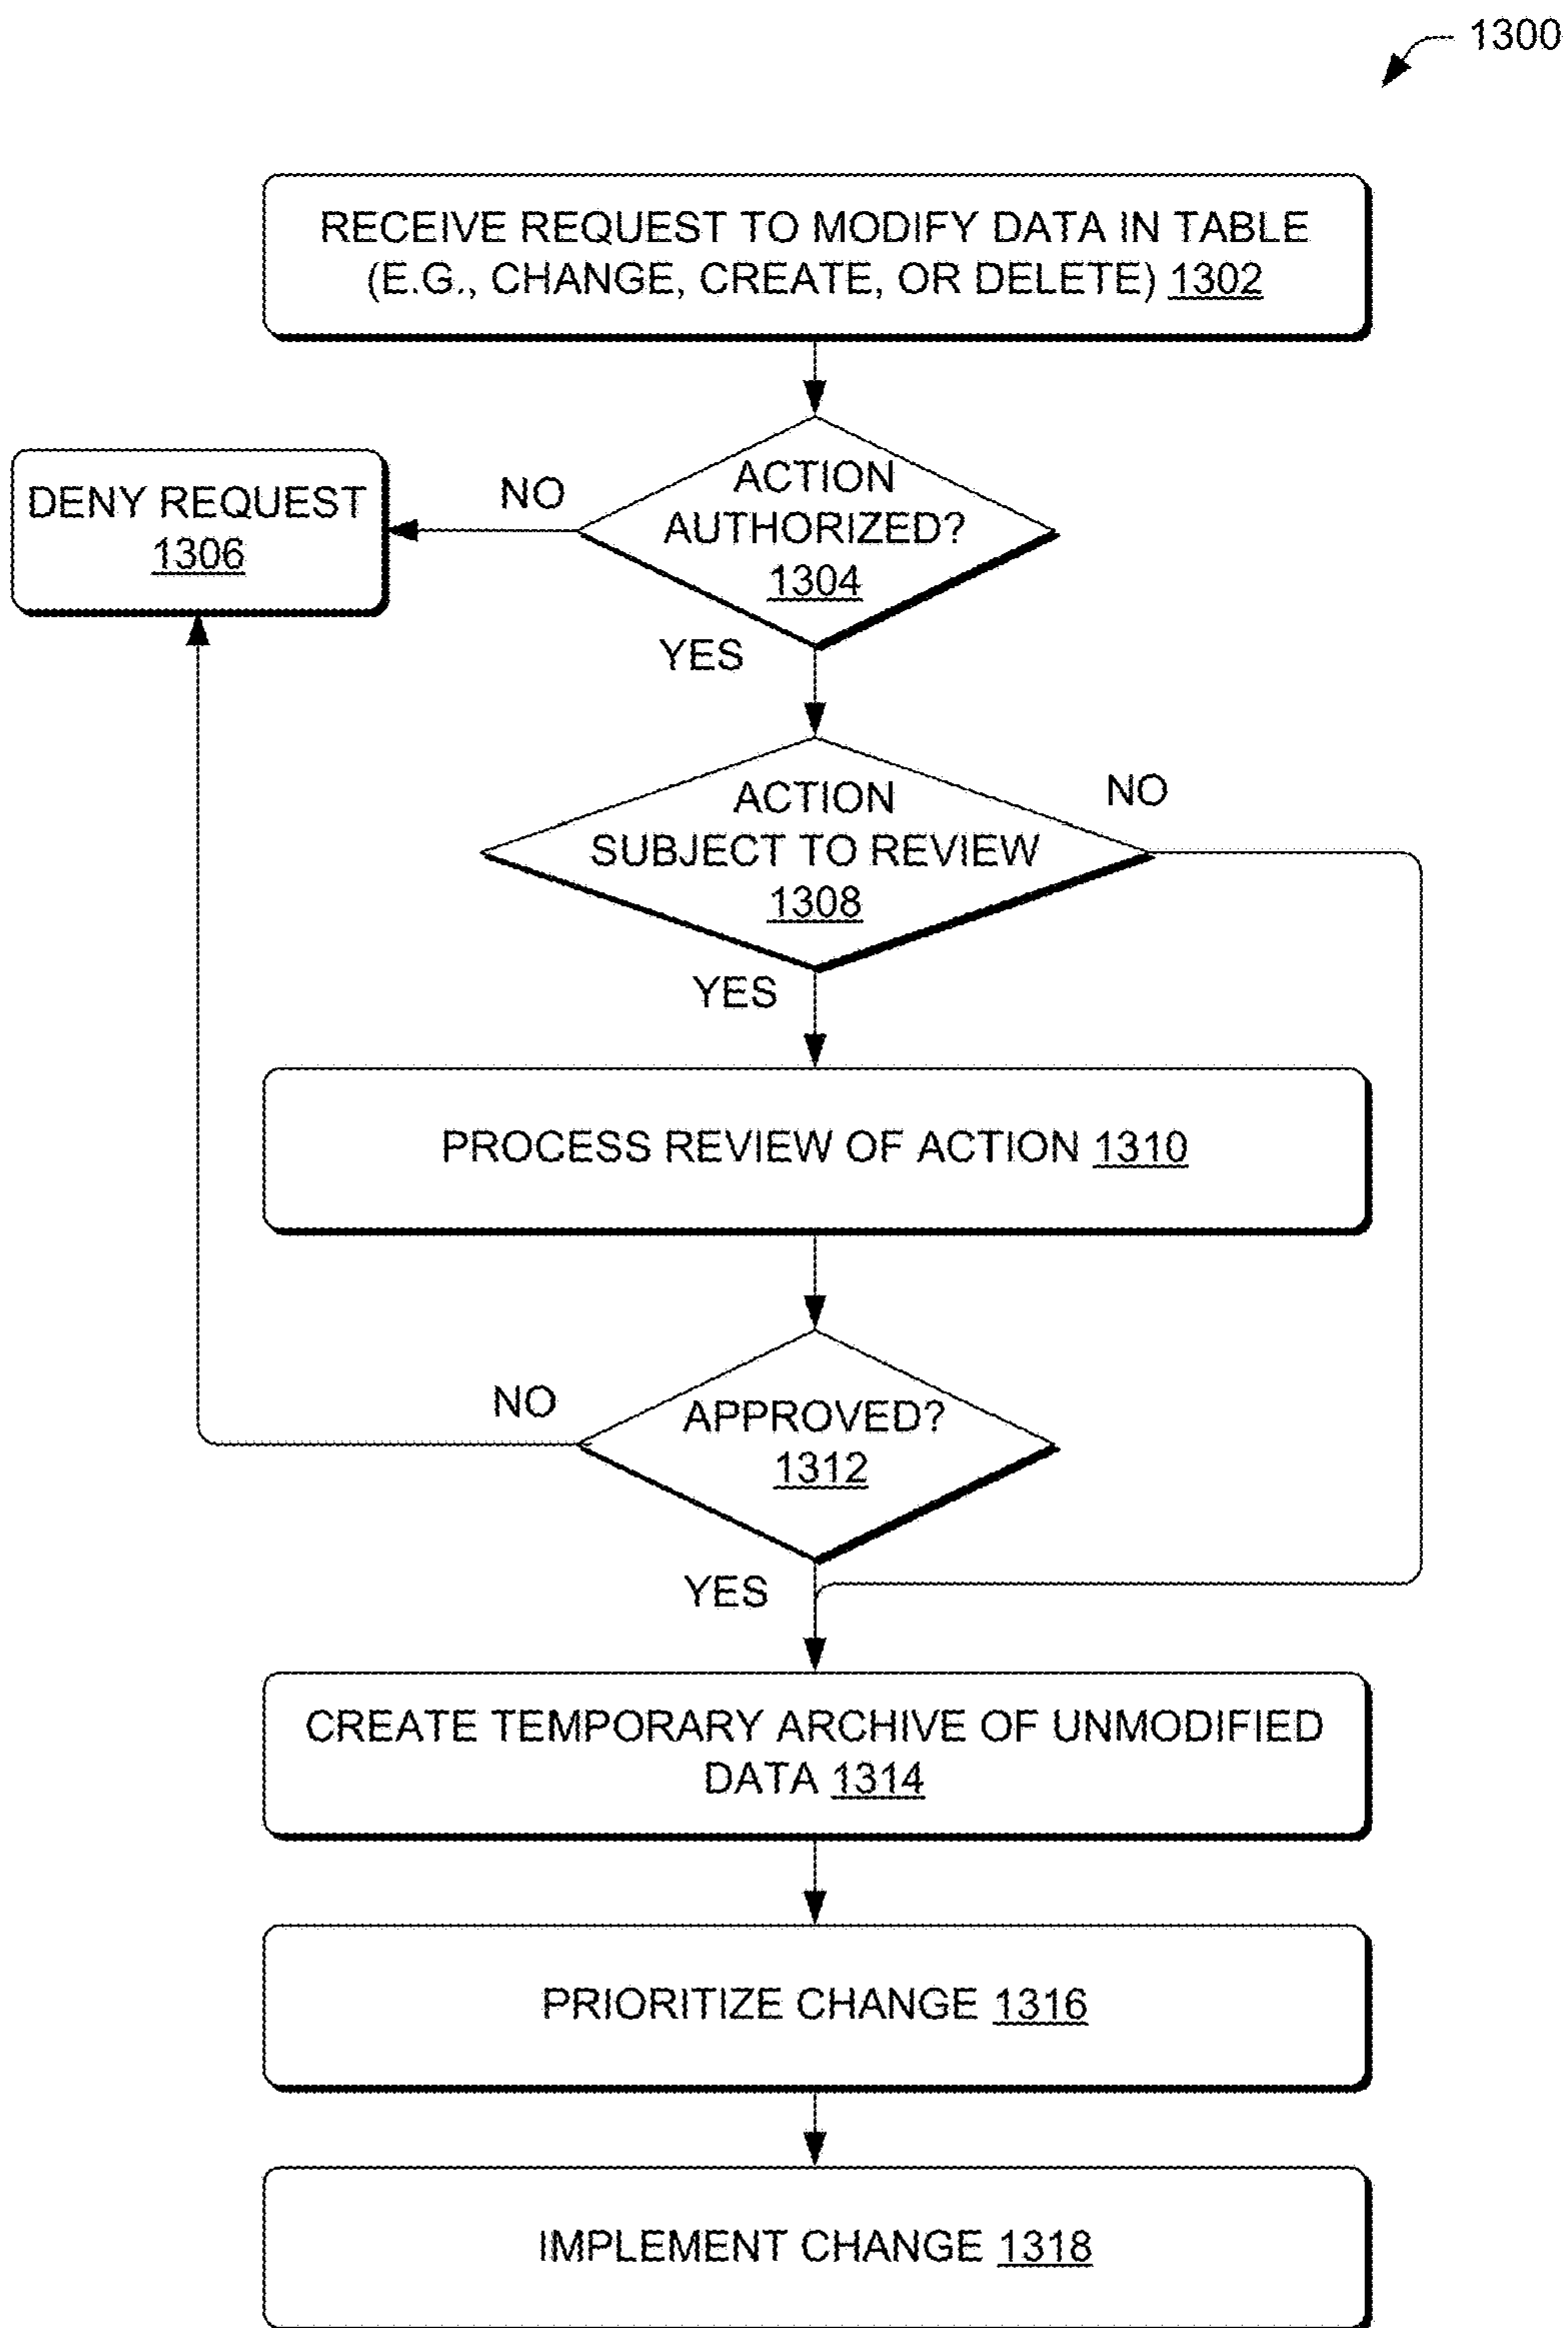 1300
RECEIVE REQUEST TO MODIFY DATA IN TABLE
(E.G., CHANGE, CREATE, OR DELETE) 1302
ACTION
AUTHORIZED?
1304
NO
DENY REQUEST
1306
YES
ACTION
SUBJECT TO REVIEW
1308
NO
YES
PROCESS REVIEW OF ACTION 1310
APPROVED?
1312
NO
YES
CREATE TEMPORARY ARCHIVE OF UNMODIFIED
DATA 1314
PRIORITIZE CHANGE 1316
IMPLEMENT CHANGE 1318